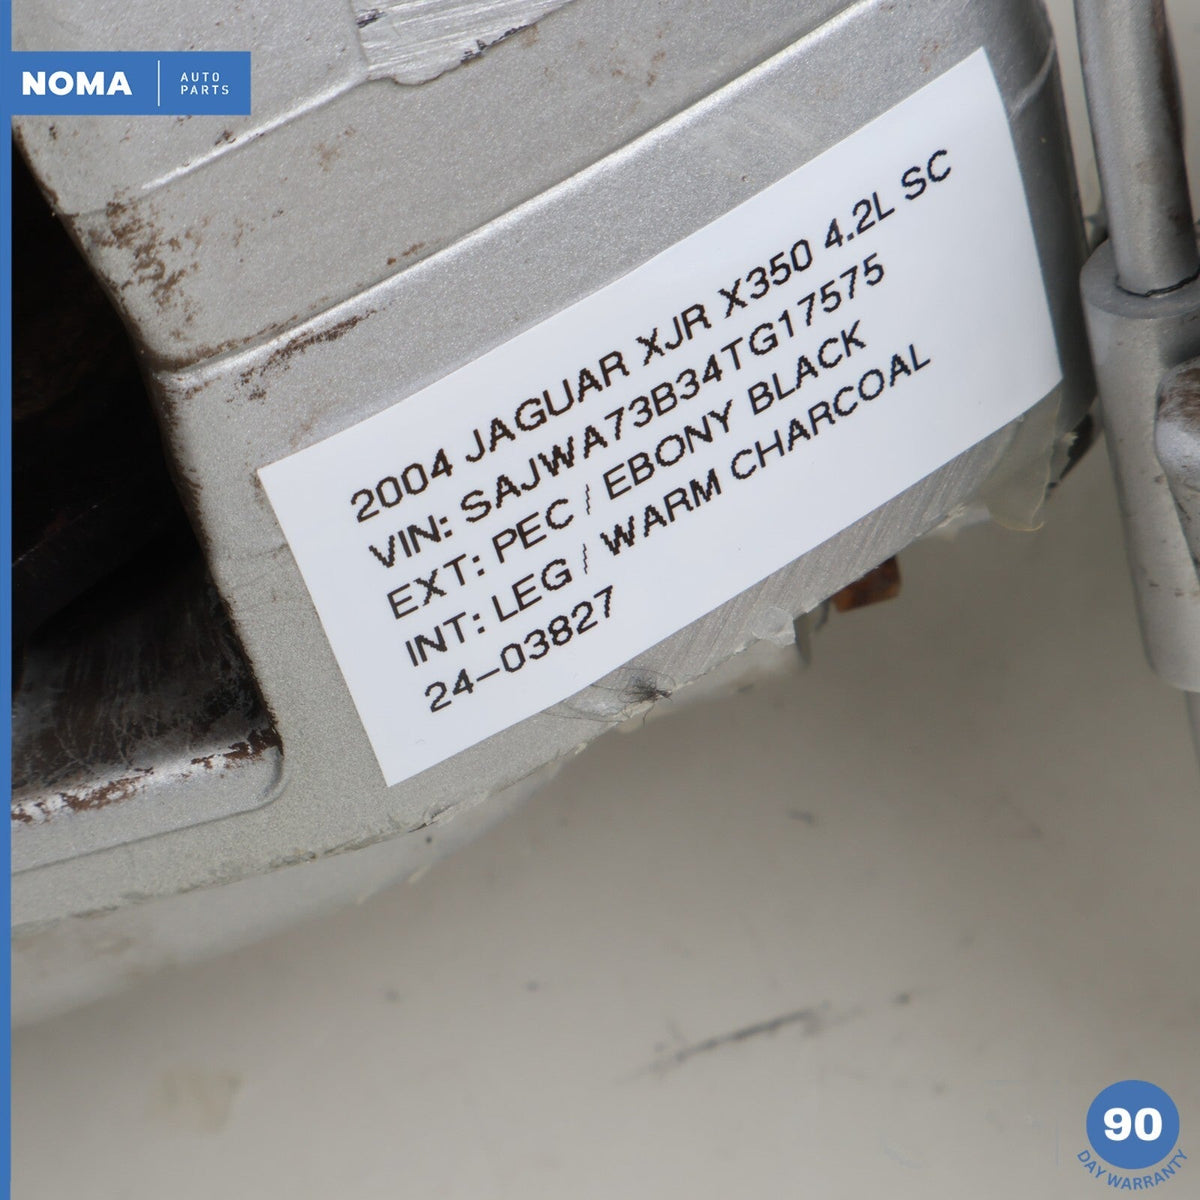 NOMA
AUTO
PARTS
2004 JAGUAR XJR X350 4.2L SC
VIN: SAJWA73B34TG17575
EXT: PEC / EBONY BLACK
INT: LEG / WARM CHARCOAL
24-03827
90
DAY WARRANTY